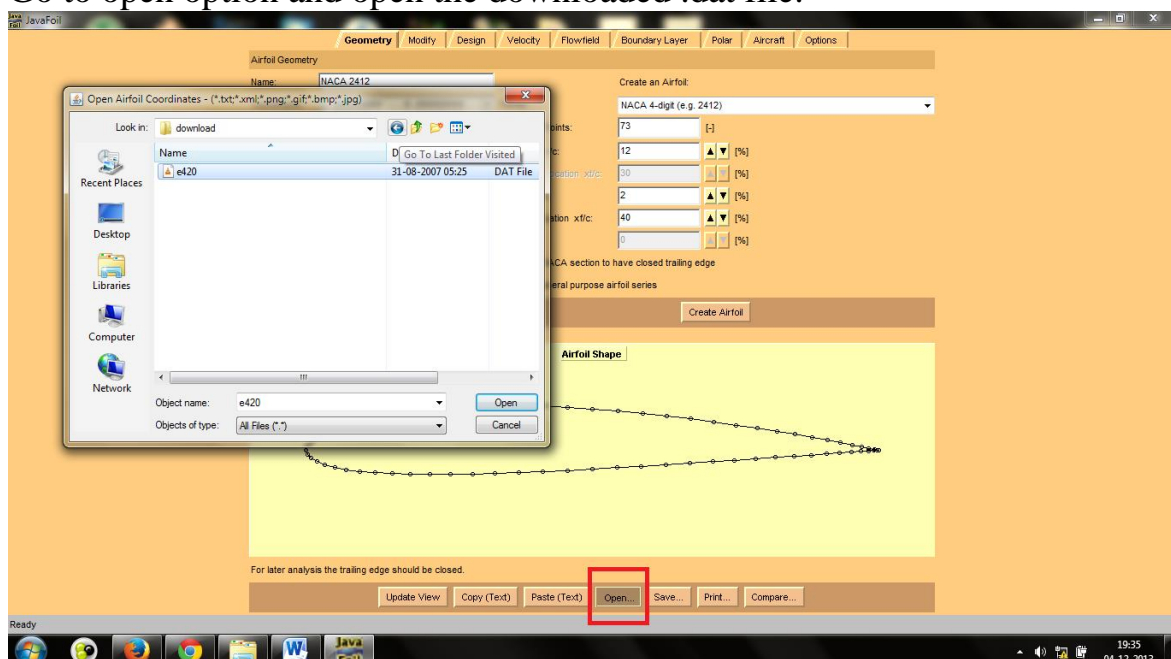 Go to open option and open the downloaded .dat file.
JavaFoil
Geometry Modify Design Velocity Flowfield Boundary Layer Polar Aircraft Options
Airfoil Geometry
Name: NACA 2412 Create an Airfoil:
Open Airfoil Coordinates - (*.txt;*.xml;*.png;*.gif;*.bmp;*.jpg)
NACA 4-digit (e.g. 2412)
Look in: download
73 [-]
Name Go To Last Folder Visited
12 [%]
e420 31-08-2007 05:25 DAT File
xt/c: 30 [%]
Recent Places
2 [%]
xf/c: 40 [%]
Desktop
0 [%]
section to have closed trailing edge
Libraries
purpose airfoil series
Create Airfoil
Computer
Airfoil Shape
Network
Object name: e420 Open
Objects of type: All Files (*.*) Cancel
For later analysis the trailing edge should be closed.
Update View Copy (Text) Paste (Text) Open... Save... Print... Compare...
Ready
Java
19:35
04-12-2013